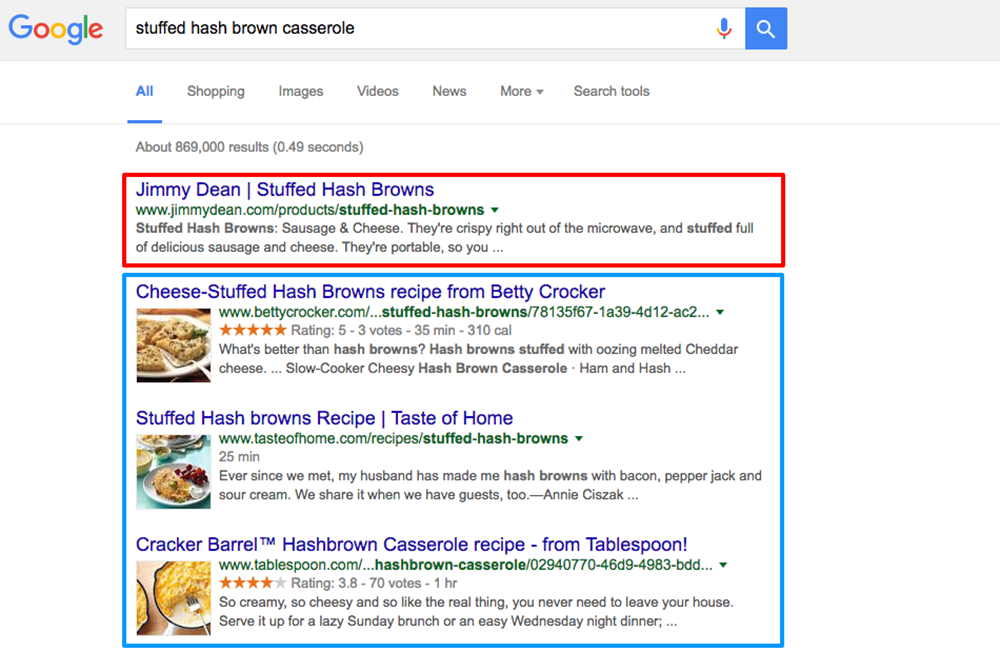 Google
stuffed hash brown casserole
All Shopping Images Videos News More Search tools
About 869,000 results (0.49 seconds)
Jimmy Dean | Stuffed Hash Browns
www.jimmydean.com/products/stuffed-hash-browns
Stuffed Hash Browns: Sausage & Cheese. They're crispy right out of the microwave, and stuffed full
of delicious sausage and cheese. They're portable, so you ...
Cheese-Stuffed Hash Browns recipe from Betty Crocker
www.bettycrocker.com/...stuffed-hash-browns/78135f67-1a39-4d12-ac2...
Rating: 5 - 3 votes - 35 min - 310 cal
What's better than hash browns? Hash browns stuffed with oozing melted Cheddar
cheese. ... Slow-Cooker Cheesy Hash Brown Casserole · Ham and Hash ...
Stuffed Hash browns Recipe | Taste of Home
www.tasteofhome.com/recipes/stuffed-hash-browns
25 min
Ever since we met, my husband has made me hash browns with bacon, pepper jack and
sour cream. We share it when we have guests, too.—Annie Ciszak ...
Cracker Barrel™ Hashbrown Casserole recipe - from Tablespoon!
www.tablespoon.com/...hashbrown-casserole/02940770-46d9-4983-bdd...
Rating: 3.8 - 70 votes - 1 hr
So creamy, so cheesy and so like the real thing, you never need to leave your house.
Serve it up for a lazy Sunday brunch or an easy Wednesday night dinner; ...